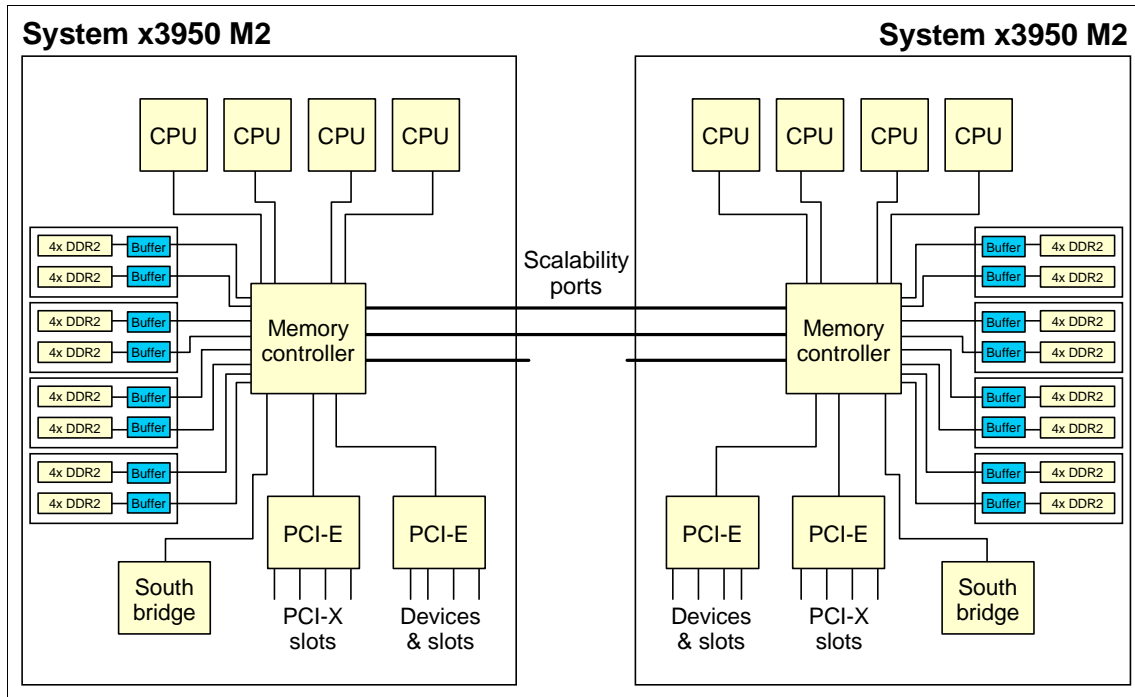 System x3950 M2
System x3950 M2
CPU
CPU
CPU
CPU
CPU
CPU
CPU
CPU
4x DDR2
Buffer
4x DDR2
Buffer
4x DDR2
Buffer
4x DDR2
Buffer
4x DDR2
Buffer
4x DDR2
Buffer
4x DDR2
Buffer
4x DDR2
Buffer
Memory
controller
Scalability
ports
Memory
controller
Buffer
4x DDR2
Buffer
4x DDR2
Buffer
4x DDR2
Buffer
4x DDR2
Buffer
4x DDR2
Buffer
4x DDR2
Buffer
4x DDR2
Buffer
4x DDR2
South
bridge
PCI-E
PCI-X
slots
PCI-E
Devices
& slots
PCI-E
Devices
& slots
PCI-E
PCI-X
slots
South
bridge